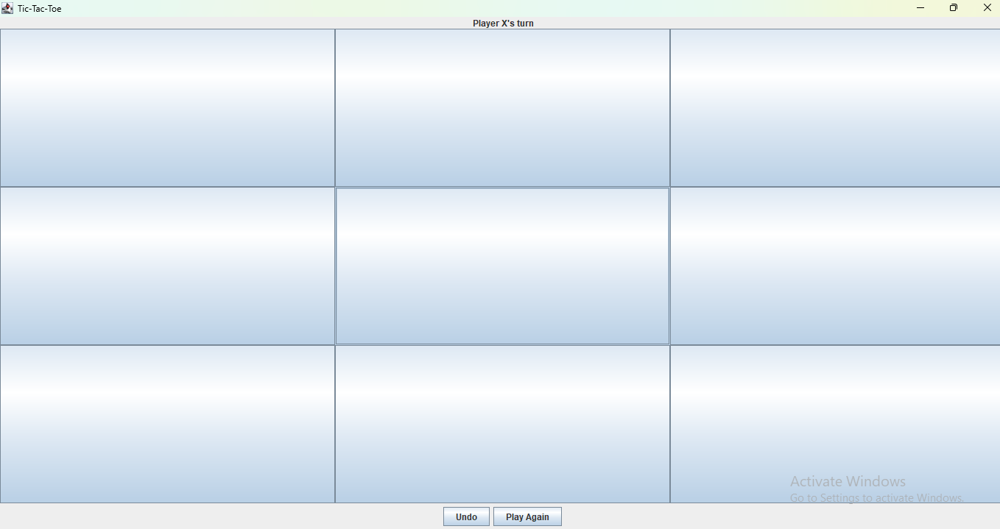 Tic-Tac-Toe
Player X's turn
Activate Windows
Go to Settings to activate Windows.
Undo
Play Again